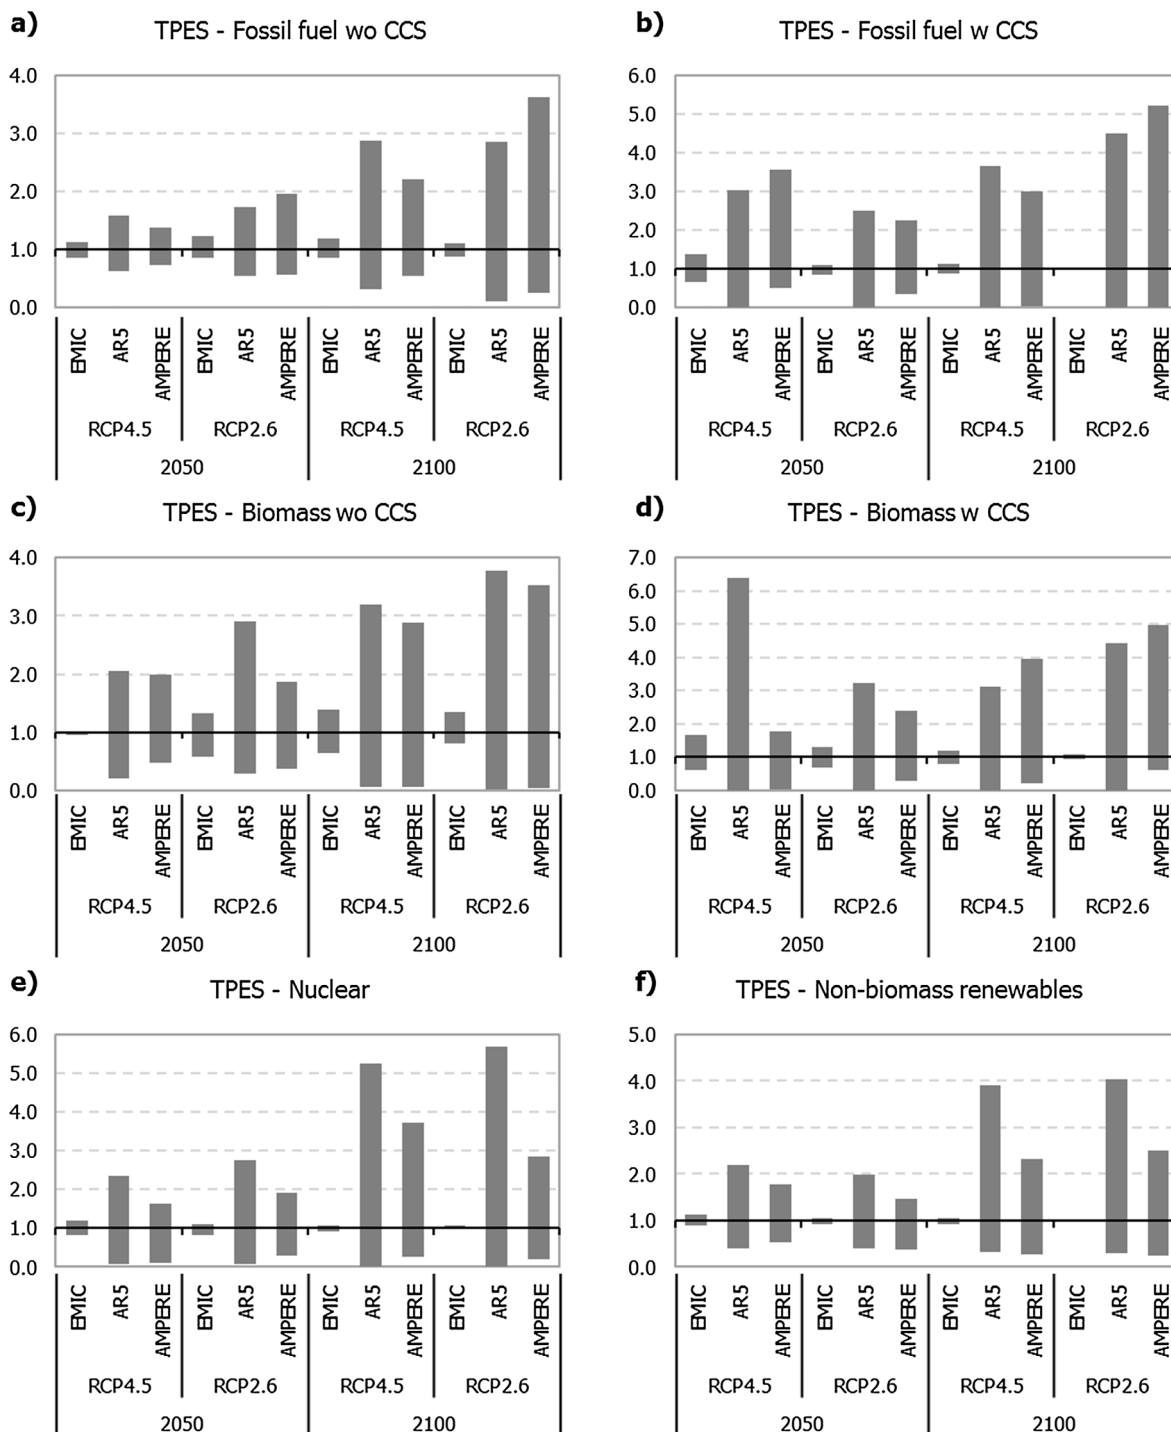 a) TPES - Fossil fuel wo CCS
4.0
3.0
2.0
1.0
0.0
EMIC AR5 AMPERE EMIC AR5 AMPERE EMIC AR5 AMPERE EMIC AR5 AMPERE
RCP4.5 RCP2.6 RCP4.5 RCP2.6
2050 2100
b) TPES - Fossil fuel w CCS
6.0
5.0
4.0
3.0
2.0
1.0
0.0
EMIC AR5 AMPERE EMIC AR5 AMPERE EMIC AR5 AMPERE EMIC AR5 AMPERE
RCP4.5 RCP2.6 RCP4.5 RCP2.6
2050 2100
c) TPES - Biomass wo CCS
4.0
3.0
2.0
1.0
0.0
EMIC AR5 AMPERE EMIC AR5 AMPERE EMIC AR5 AMPERE EMIC AR5 AMPERE
RCP4.5 RCP2.6 RCP4.5 RCP2.6
2050 2100
d) TPES - Biomass w CCS
7.0
6.0
5.0
4.0
3.0
2.0
1.0
0.0
EMIC AR5 AMPERE EMIC AR5 AMPERE EMIC AR5 AMPERE EMIC AR5 AMPERE
RCP4.5 RCP2.6 RCP4.5 RCP2.6
2050 2100
e) TPES - Nuclear
6.0
5.0
4.0
3.0
2.0
1.0
0.0
EMIC AR5 AMPERE EMIC AR5 AMPERE EMIC AR5 AMPERE EMIC AR5 AMPERE
RCP4.5 RCP2.6 RCP4.5 RCP2.6
2050 2100
f) TPES - Non-biomass renewables
5.0
4.0
3.0
2.0
1.0
0.0
EMIC AR5 AMPERE EMIC AR5 AMPERE EMIC AR5 AMPERE EMIC AR5 AMPERE
RCP4.5 RCP2.6 RCP4.5 RCP2.6
2050 2100